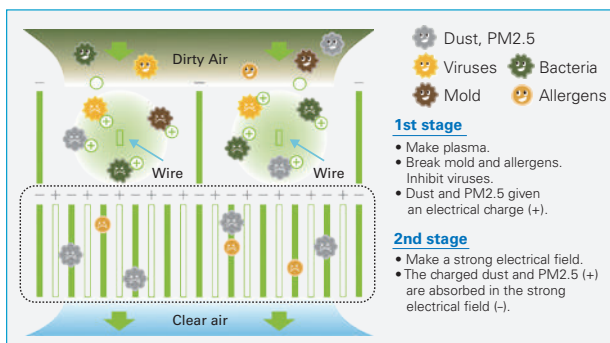 Dirty Air
Wire
Wire
- + - + - + - + - + - + - + - + - + - + -
Clear air
Dust, PM2.5
Viruses
Bacteria
Mold
Allergens
1st stage
• Make plasma.
• Break mold and allergens.
Inhibit viruses.
• Dust and PM2.5 given
an electrical charge (+).
2nd stage
• Make a strong electrical field.
• The charged dust and PM2.5 (+)
are absorbed in the strong
electrical field (-).